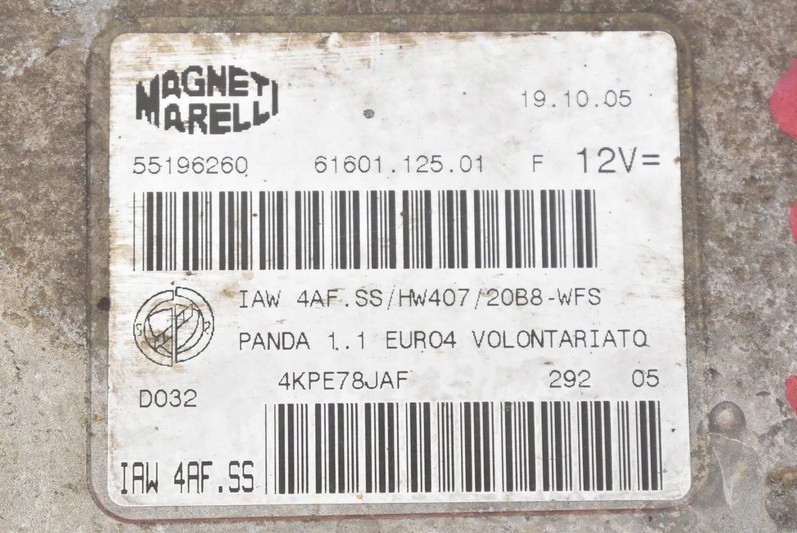 MAGNETI
MARELLI
19.10.05
55196260 61601.125.01 F 12V=
IAW 4AF.SS/HW407/20B8-WFS
PANDA 1.1 EURO4 VOLONTARIATO
4KPE78JAF 292 05
D032
IAW 4AF.SS